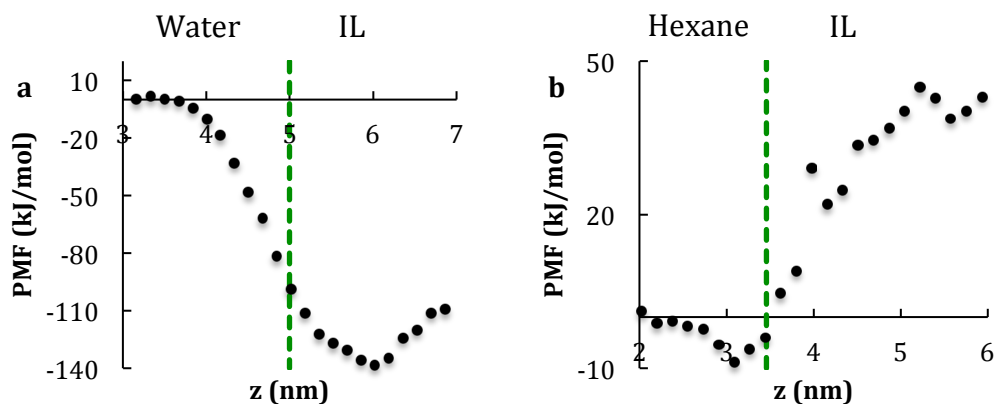 Water IL
a
10
-20
-50
-80
-110
-140
3 4 5 6 7
PMF (kJ/mol)
z (nm)
Hexane IL
b
50
20
-10
2 3 4 5 6
PMF (kJ/mol)
z (nm)